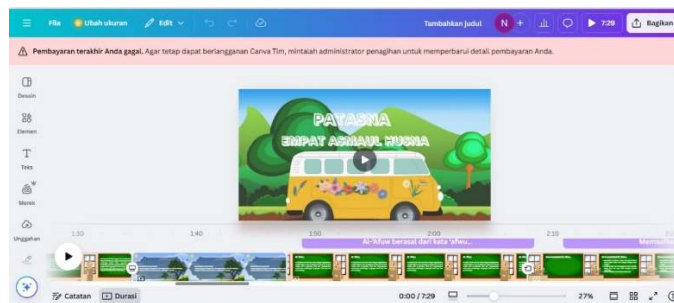 File Ubah ukuran Edit Tambahkan judul N + 7:29 Bagikan
Pembayaran terakhir Anda gagal. Agar tetap dapat berlangganan Canva Tim, mintalah administrator penagihan untuk memperbarui detail pembayaran Anda.
Desain
Elemen
Teks
Merek
Unggahan
PATASNA
EMPAT ASMAUL HUSNA
1:30 1:40 1:50 2:00 2:10
Al-'Afuw berasal dari kata 'afwu...
Catatan Durasi 0:00 / 7:29 27%